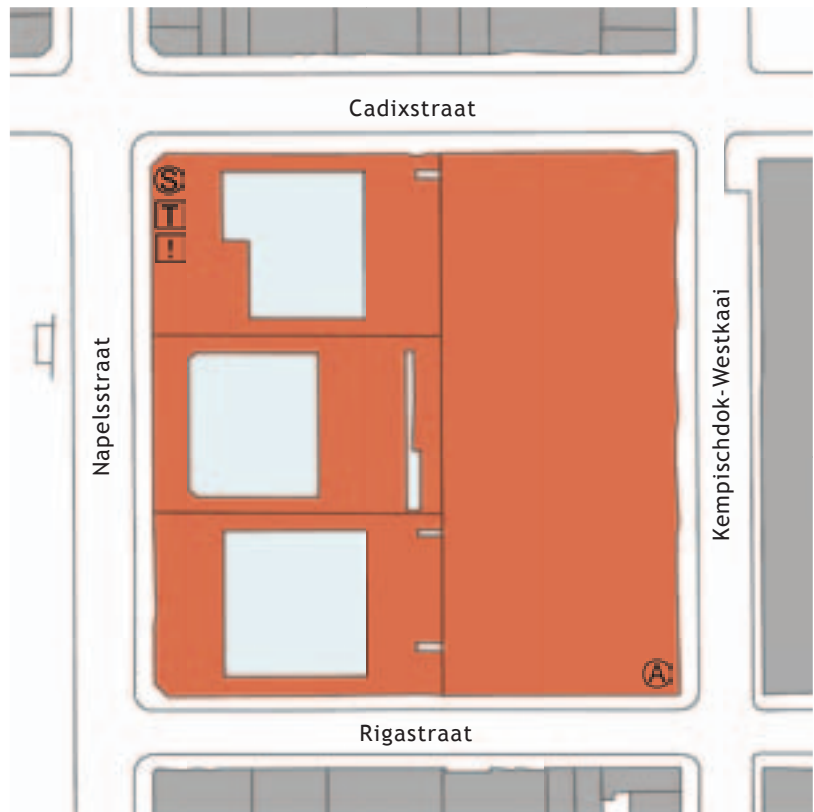 Cadixstraat
S
T
!
Napelsstraat
Kempischdok-Westkaai
A
Rigastraat